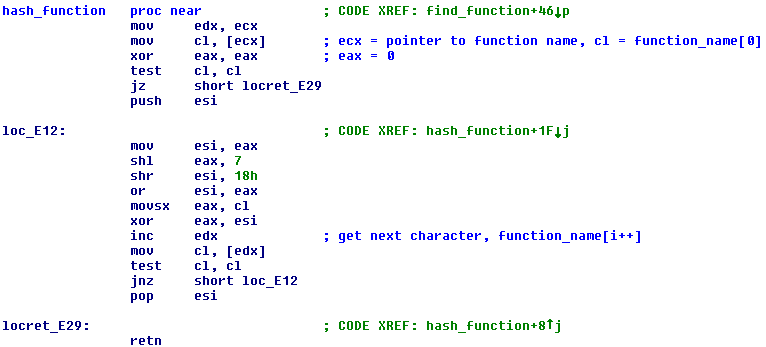 hash_function proc near ; CODE XREF: find_function+46↓p
mov edx, ecx
mov cl, [ecx] ; ecx = pointer to function name, cl = function_name[0]
xor eax, eax ; eax = 0
test cl, cl
jz short locret_E29
push esi
loc_E12: ; CODE XREF: hash_function+1F↓j
mov esi, eax
shl eax, 7
shr esi, 18h
or esi, eax
movsx eax, cl
xor eax, esi
inc edx ; get next character, function_name[i++]
mov cl, [edx]
test cl, cl
jnz short loc_E12
pop esi
locret_E29: ; CODE XREF: hash_function+8↑j
retn